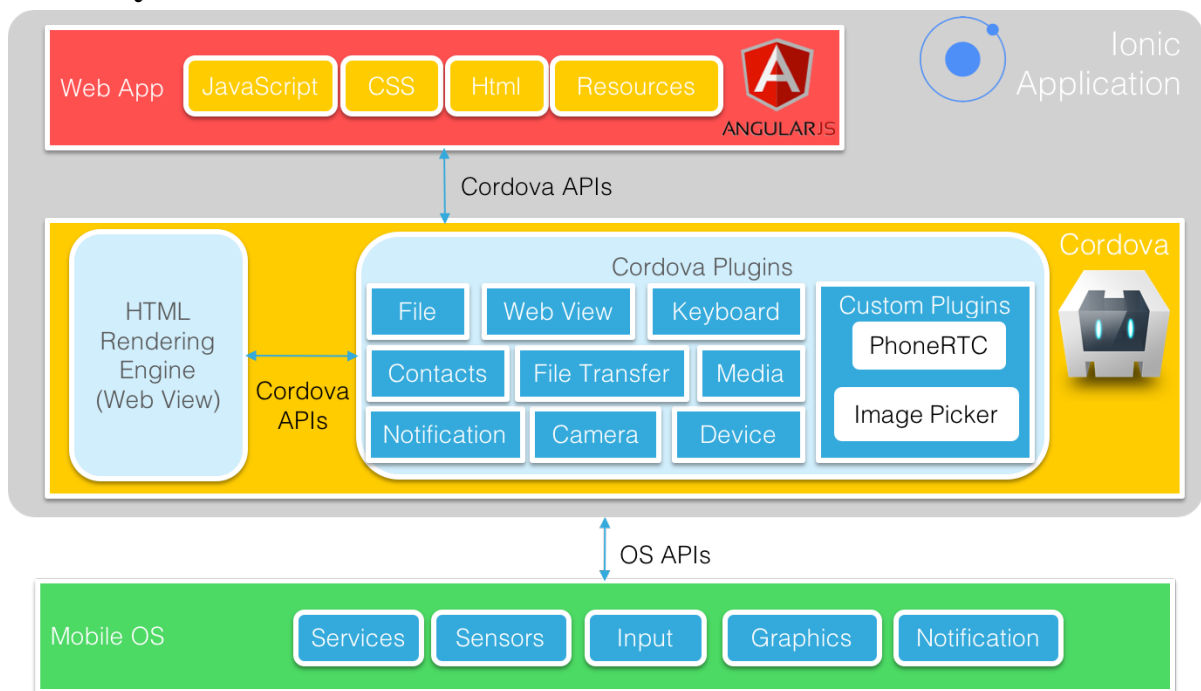 Ionic
Application
Web App
JavaScript
CSS
Html
Resources
ANGULARJS
Cordova APIs
Cordova
HTML
Rendering
Engine
(Web View)
Cordova
APIs
Cordova Plugins
File
Web View
Keyboard
Contacts
File Transfer
Media
Notification
Camera
Device
Custom Plugins
PhoneRTC
Image Picker
OS APIs
Mobile OS
Services
Sensors
Input
Graphics
Notification